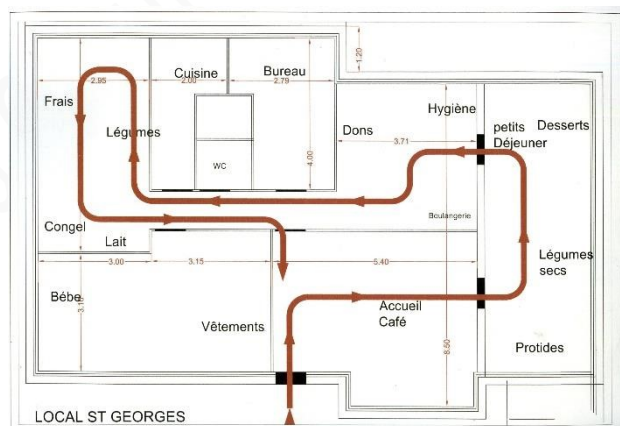 1.20
Cuisine
Bureau
2.95
2.00
2.79
Frais
Légumes
Dons
Hygiène
petits
Déjeuner
Desserts
3.71
4.00
WC
Boulangerie
Congel
Lait
3.00
3.15
5.40
Légumes
secs
Bébe
3.10
Vêtements
Accueil
Café
8.50
Protides
LOCAL ST GEORGES